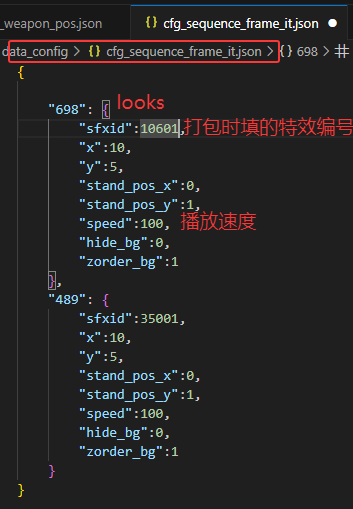 _weapon_pos.json cfg_sequence_frame_it.json
data_config > {} cfg_sequence_frame_it.json > {} 698 >
{
"698": { looks
"sfxid":10601, 打包时填的特效编号
"x":10,
"y":5,
"stand_pos_x":0,
"stand_pos_y":1,
"speed":100, 播放速度
"hide_bg":0,
"zorder_bg":1
},
"489": {
"sfxid":35001,
"x":10,
"y":5,
"stand_pos_x":0,
"stand_pos_y":1,
"speed":100,
"hide_bg":0,
"zorder_bg":1
}
}